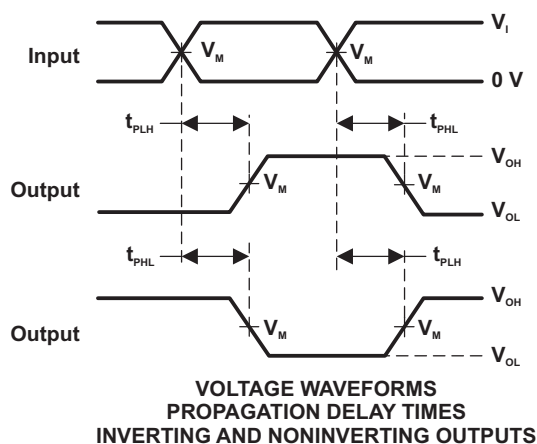 V_I
Input V_M V_M
0 V
t_PLH t_PHL
V_OH
Output V_M V_M
V_OL
t_PHL t_PLH
V_OH
Output V_M V_M
V_OL
VOLTAGE WAVEFORMS
PROPAGATION DELAY TIMES
INVERTING AND NONINVERTING OUTPUTS